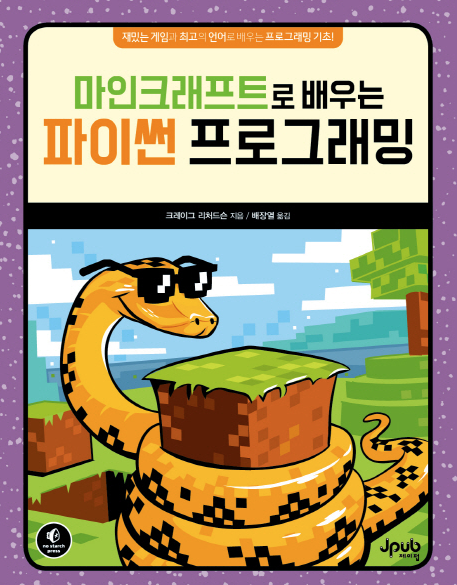 재밌는 게임과 최고의 언어로 배우는 프로그래밍 기초!
마인크래프트로 배우는
파이썬 프로그래밍
크레이그 리처드슨 지음 / 배장열 옮김
no starch
press
Jpub
제이펍